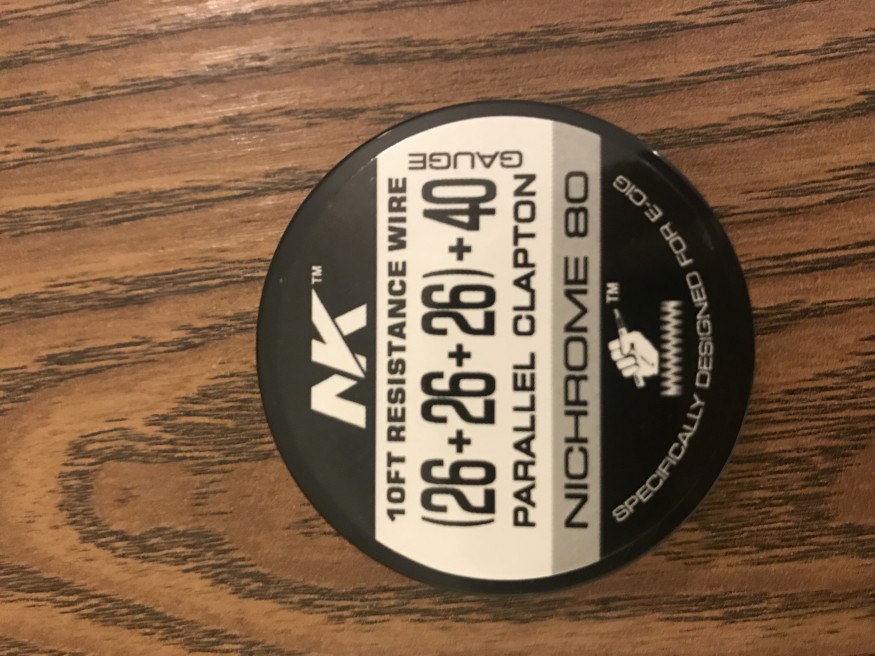 NK™
10FT RESISTANCE WIRE
(26+26+26)+40 GAUGE
PARALLEL CLAPTON
NICHROME 80
TM
SPECIFICALLY DESIGNED FOR E-CIG